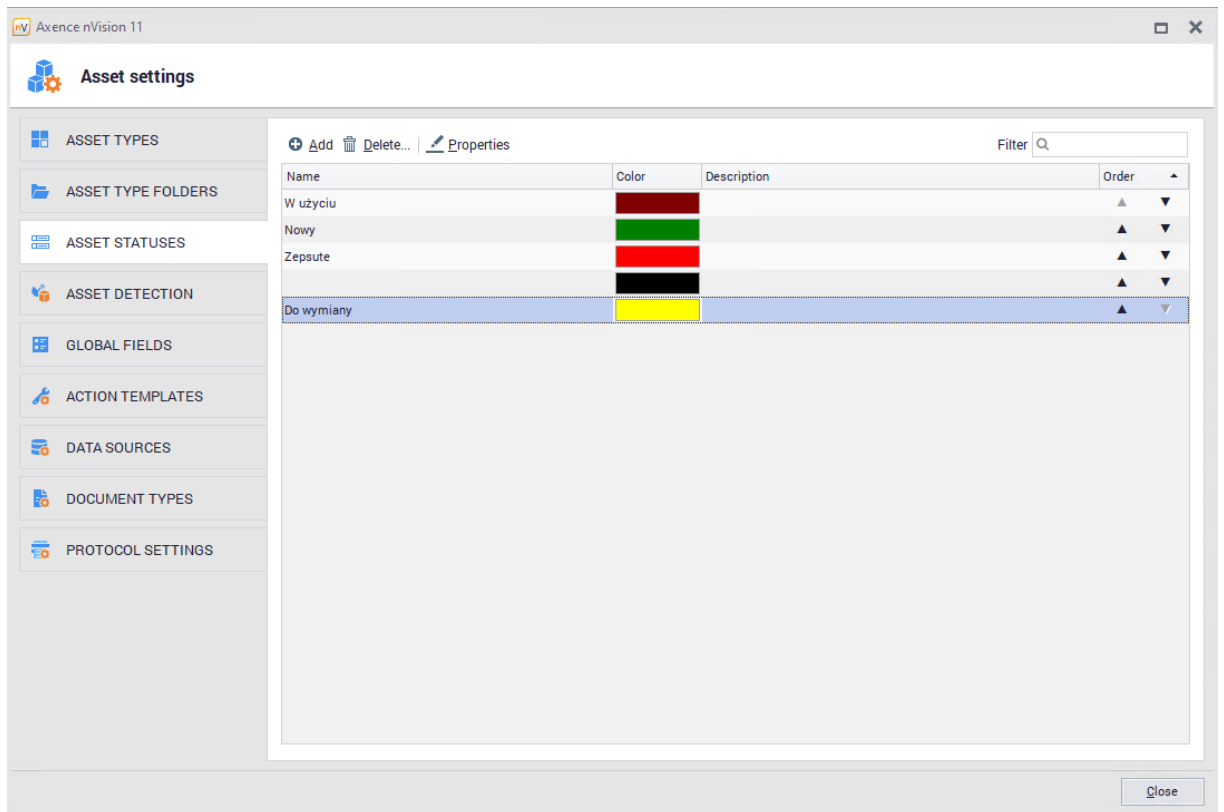 nV Axence nVision 11
Asset settings
ASSET TYPES
ASSET TYPE FOLDERS
ASSET STATUSES
ASSET DETECTION
GLOBAL FIELDS
ACTION TEMPLATES
DATA SOURCES
DOCUMENT TYPES
PROTOCOL SETTINGS
Add Delete... Properties Filter
Name Color Description Order
W użyciu
Nowy
Zepsute
Do wymiany
Close